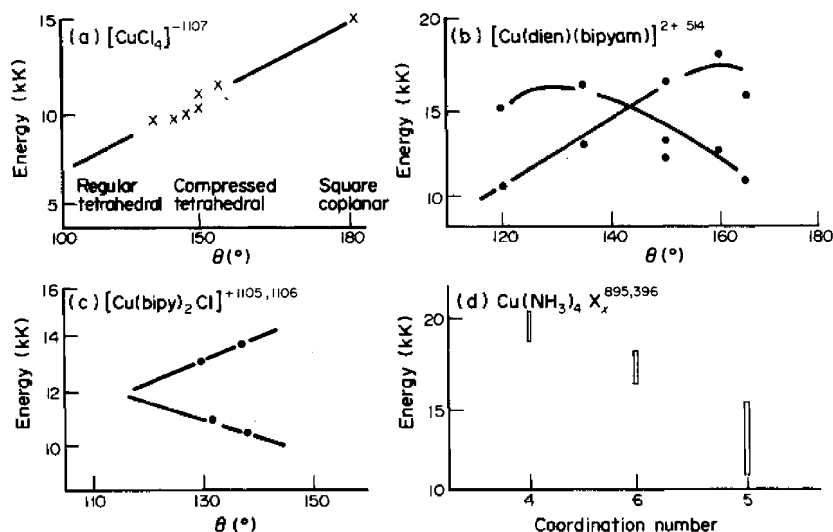 (a) [CuCl₄]⁻¹¹⁰⁷
15
10
5
Energy (kK)
Regular tetrahedral
Compressed tetrahedral
Square coplanar
100
150
180
θ(°)
(b) [Cu(dien)(bipyam)]²⁺ ⁵¹⁴
20
15
10
Energy (kK)
120
140
160
180
θ(°)
(c) [Cu(bipy)₂Cl]⁺¹¹⁰⁵,¹¹⁰⁶
16
14
12
10
Energy (kK)
110
130
150
θ(°)
(d) Cu(NH₃)₄ Xₓ⁸⁹⁵,³⁹⁶
20
15
10
Energy (kK)
4
6
5
Coordination number